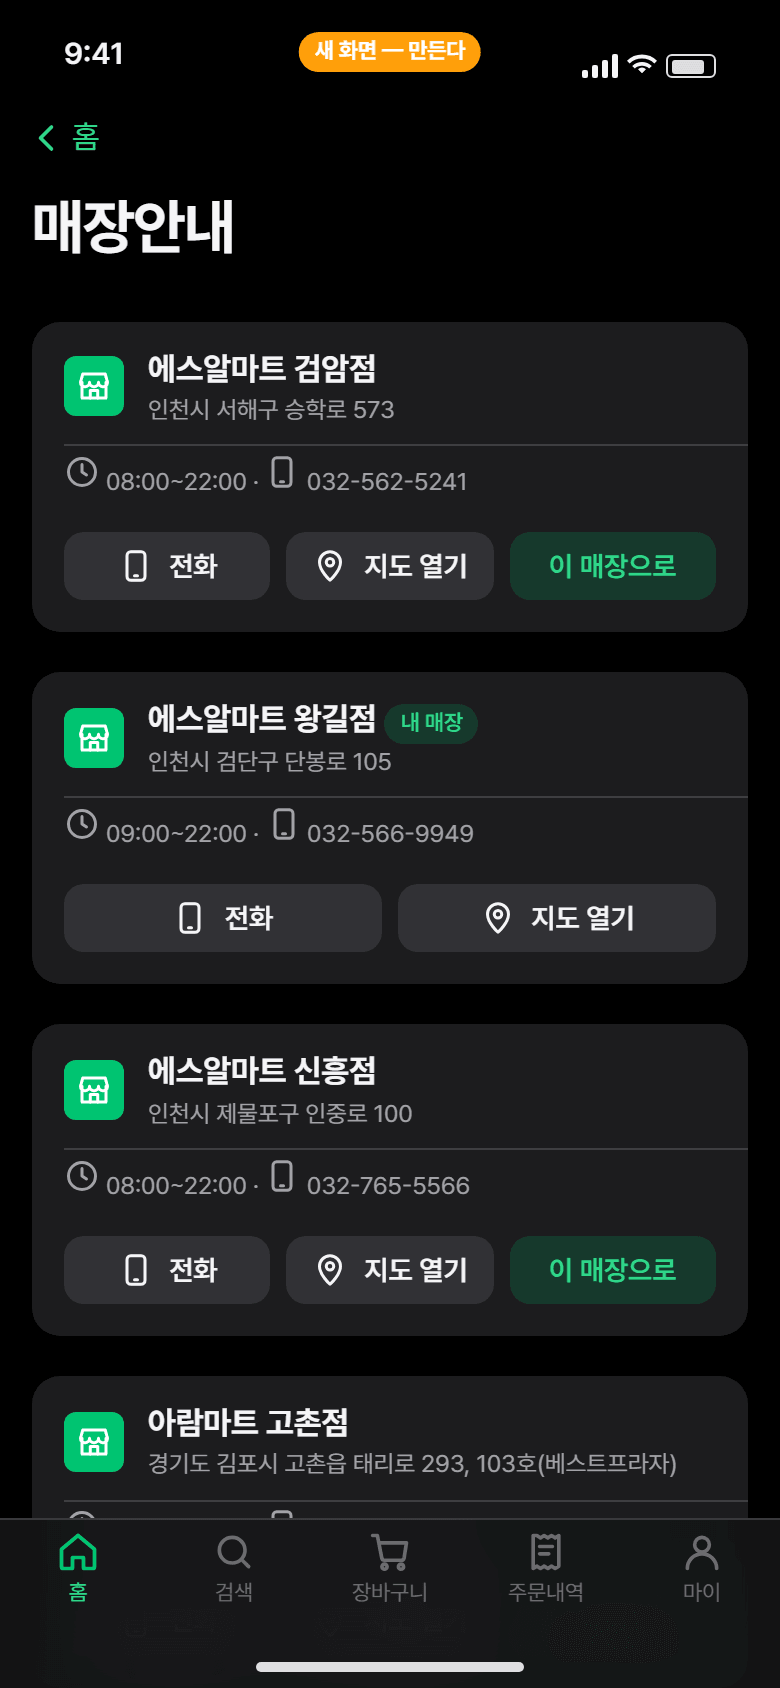 9:41
새 화면 — 만든다
홈
매장안내
에스알마트 검암점
인천시 서해구 승학로 573
08:00~22:00 · 032-562-5241
전화
지도 열기
이 매장으로
에스알마트 왕길점 내 매장
인천시 검단구 단봉로 105
09:00~22:00 · 032-566-9949
전화
지도 열기
에스알마트 신흥점
인천시 제물포구 인중로 100
08:00~22:00 · 032-765-5566
전화
지도 열기
이 매장으로
아람마트 고촌점
경기도 김포시 고촌읍 태리로 293, 103호(베스트프라자)
홈
검색
장바구니
주문내역
마이